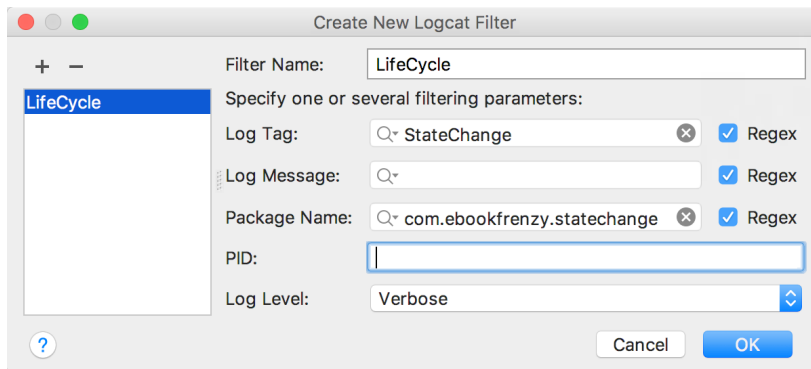 Create New Logcat Filter
+ −
Filter Name: LifeCycle
LifeCycle
Specify one or several filtering parameters:
Log Tag: StateChange Regex
Log Message: Regex
Package Name: com.ebookfrenzy.statechange Regex
PID:
Log Level: Verbose
? Cancel OK